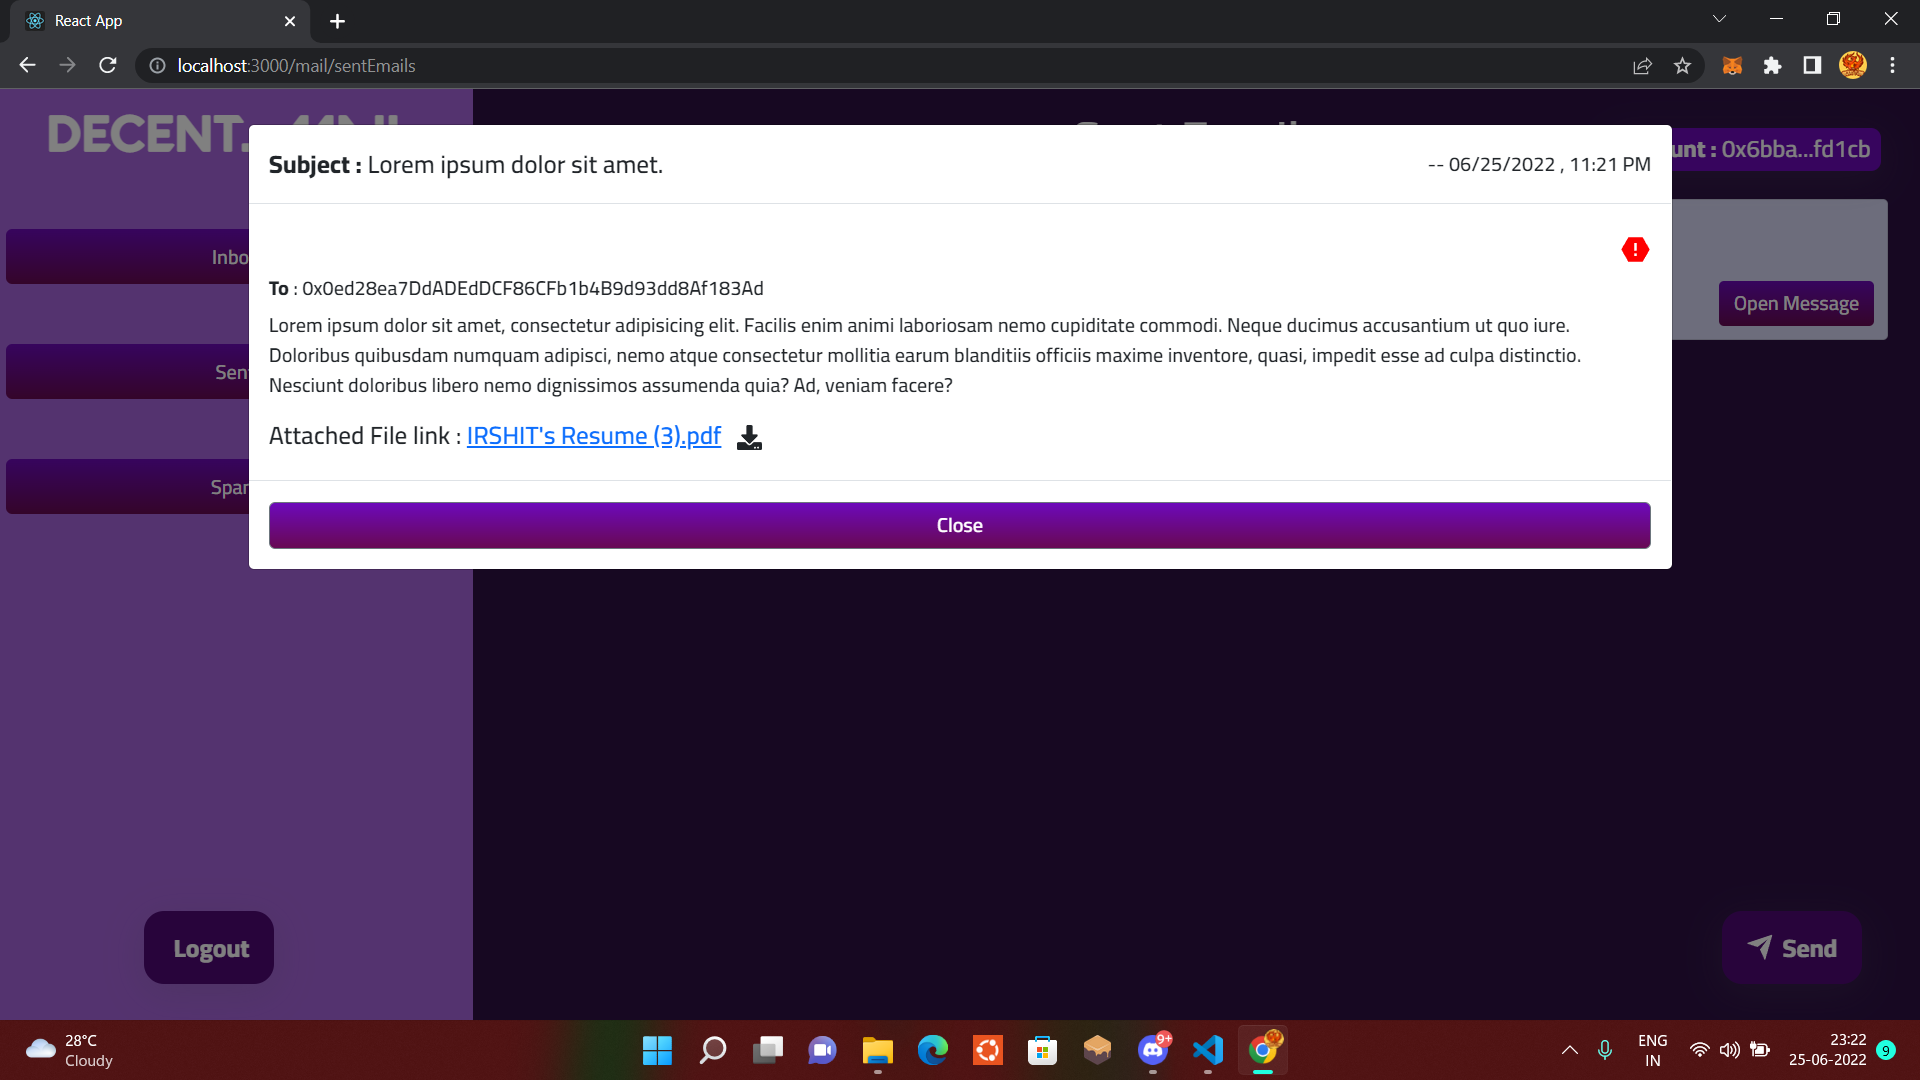 React App
localhost:3000/mail/sentEmails
DECENT.
Subject : Lorem ipsum dolor sit amet.
-- 06/25/2022 , 11:21 PM
unt : 0x6bba...fd1cb
Inbo
Sen
Spa
To : 0x0ed28ea7DdADEdDCF86CFb1b4B9d93dd8Af183Ad
Lorem ipsum dolor sit amet, consectetur adipisicing elit. Facilis enim animi laboriosam nemo cupiditate commodi. Neque ducimus accusantium ut quo iure.
Doloribus quibusdam numquam adipisci, nemo atque consectetur mollitia earum blanditiis officiis maxime inventore, quasi, impedit esse ad culpa distinctio.
Nesciunt doloribus libero nemo dignissimos assumenda quia? Ad, veniam facere?
Attached File link : IRSHIT's Resume (3).pdf
Close
Open Message
Logout
Send
28°C
Cloudy
9+
ENG
IN
23:22
25-06-2022
9